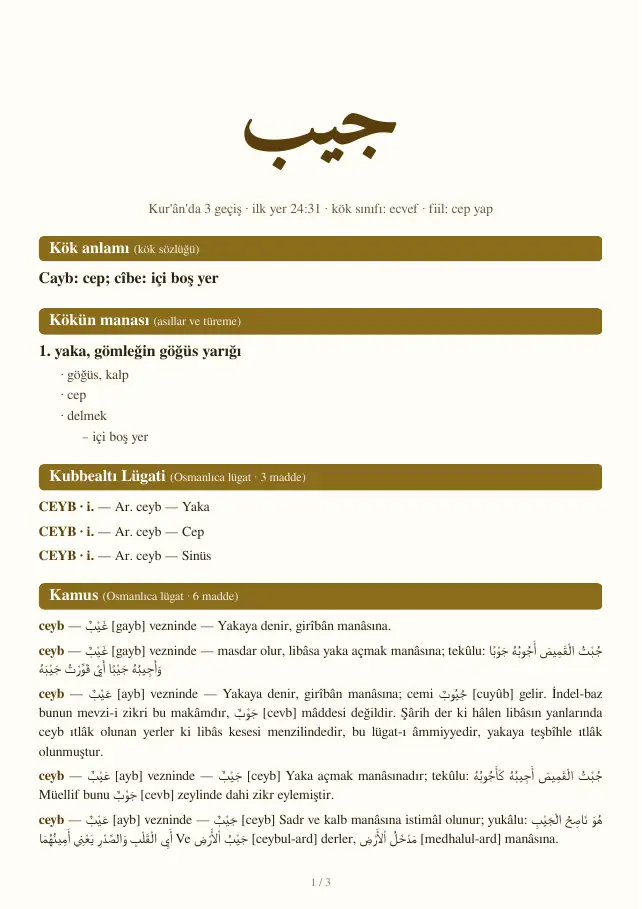 جيب
Kur'ân'da 3 geçiş · ilk yer 24:31 · kök sınıfı: ecvef · fiil: cep yap
Kök anlamı (kök sözlüğü)
Cayb: cep; cîbe: içi boş yer
Kökün manası (asıllar ve türeme)
1. yaka, gömleğin göğüs yarığı
· göğüs, kalp
· cep
· delmek
– içi boş yer
Kubbealtı Lügati (Osmanlıca lügat · 3 madde)
CEYB · i. — Ar. ceyb — Yaka
CEYB · i. — Ar. ceyb — Cep
CEYB · i. — Ar. ceyb — Sinüs
Kamus (Osmanlıca lügat · 6 madde)
ceyb — غَيْبٌ [gayb] vezninde — Yakaya denir, girîbân manâsına.
ceyb — غَيْبٌ [gayb] vezninde — masdar olur, libâsa yaka açmak manâsına; tekûlu: جُبْتُ الْقَمِيصَ أَجُوبُهُ جَوْبًا
وَأَجِيبُهُ جَيْبًا أَيْ قَوَّرْتُ جَيْبَهُ
ceyb — عَيْبٌ [ayb] vezninde — Yakaya denir, girîbân manâsına; cemi جُيُوبٌ [cuyûb] gelir. İndel-baz
bunun mevzi-i zikri bu makâmdır, جَوْبٌ [cevb] mâddesi değildir. Şârih der ki hâlen libâsın yanlarında
ceyb ıtlâk olunan yerler ki libâs kesesi menzilindedir, bu lügat-ı âmmiyyedir, yakaya teşbîhle ıtlâk
olunmuştur.
ceyb — عَيْبٌ [ayb] vezninde — جَيْبٌ [ceyb] Yaka açmak manâsınadır; tekûlu: جُبْتُ الْقَمِيصَ أَجِيبُهُ كَأَجُوبُهُ
Müellif bunu جَوْبٌ [cevb] zeylinde dahi zikr eylemiştir.
ceyb — عَيْبٌ [ayb] vezninde — جَيْبٌ [ceyb] Sadr ve kalb manâsına istimâl olunur; yukâlu: هُوَ نَاصِحُ الْجَيْبِ
أَيِ الْقَلْبِ وَالصَّدْرِ يَعْنِي أَمِينُهُمَا Ve جَيْبُ الْأَرْضِ [ceybul-ard] derler, مَدْخَلُ الْأَرْضِ [medhalul-ard] manâsına.
1 / 3